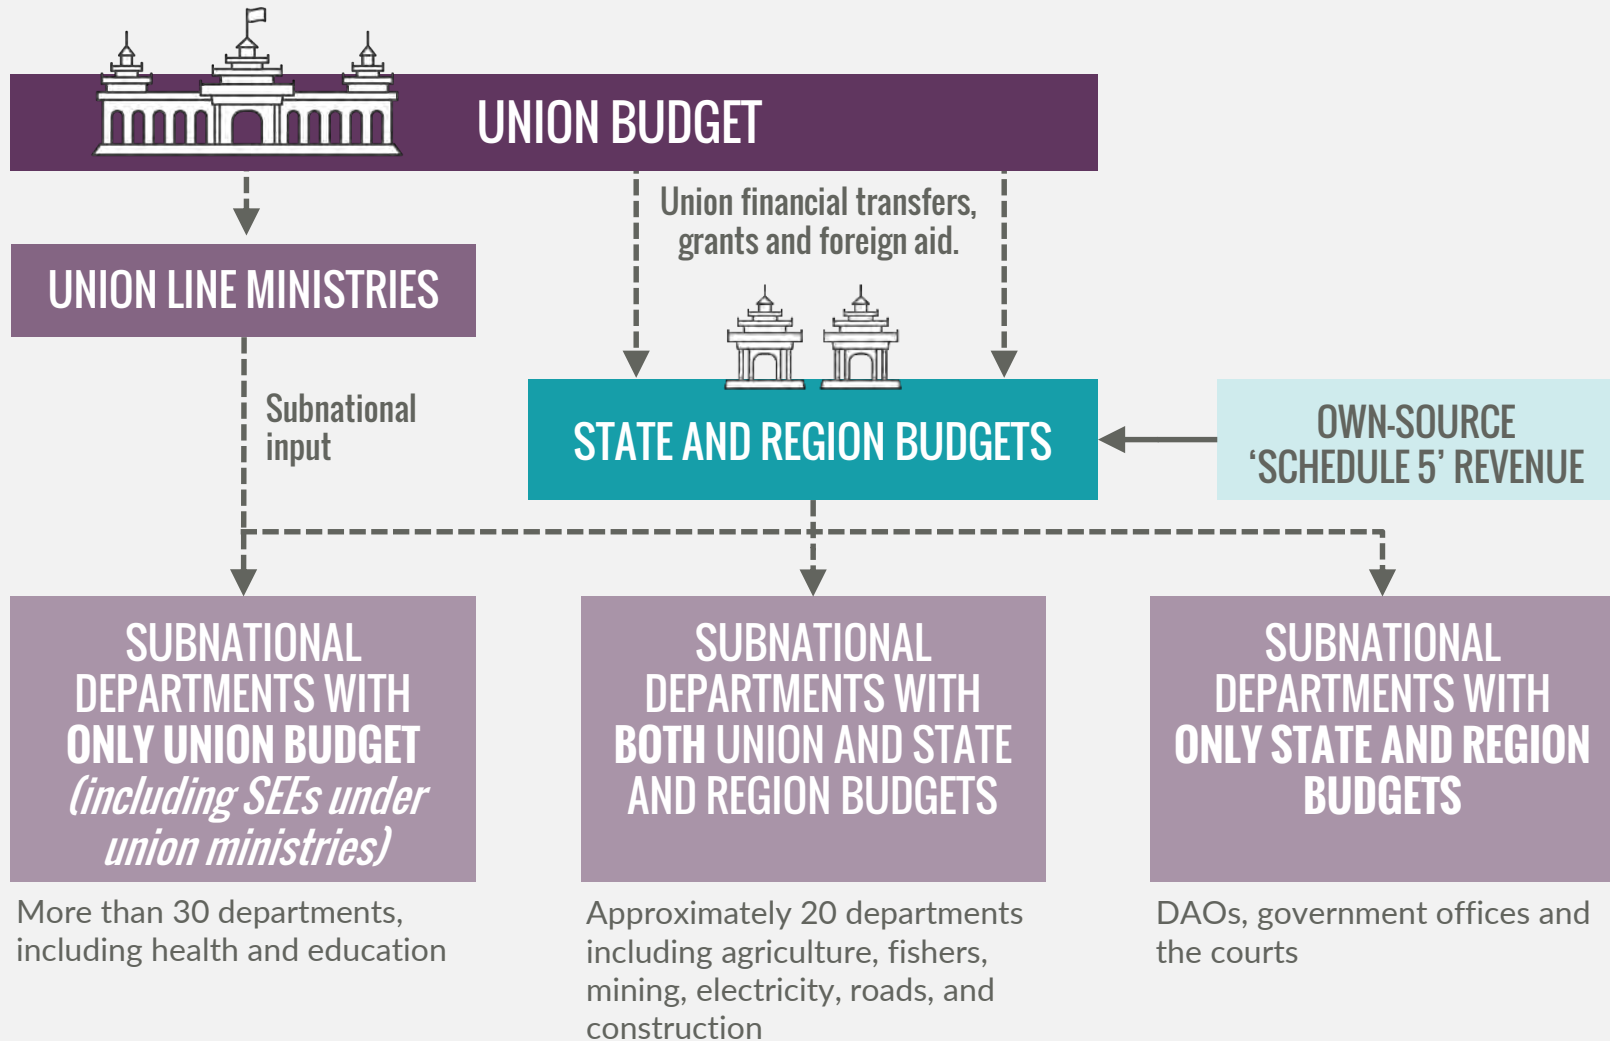 UNION BUDGET
Union financial transfers,
grants and foreign aid.
UNION LINE MINISTRIES
Subnational
input
STATE AND REGION BUDGETS
OWN-SOURCE
‘SCHEDULE 5’ REVENUE
SUBNATIONAL
DEPARTMENTS WITH
ONLY UNION BUDGET
(including SEEs under
union ministries)
More than 30 departments,
including health and education
SUBNATIONAL
DEPARTMENTS WITH
BOTH UNION AND STATE
AND REGION BUDGETS
Approximately 20 departments
including agriculture, fishers,
mining, electricity, roads, and
construction
SUBNATIONAL
DEPARTMENTS WITH
ONLY STATE AND REGION
BUDGETS
DAOs, government offices and
the courts